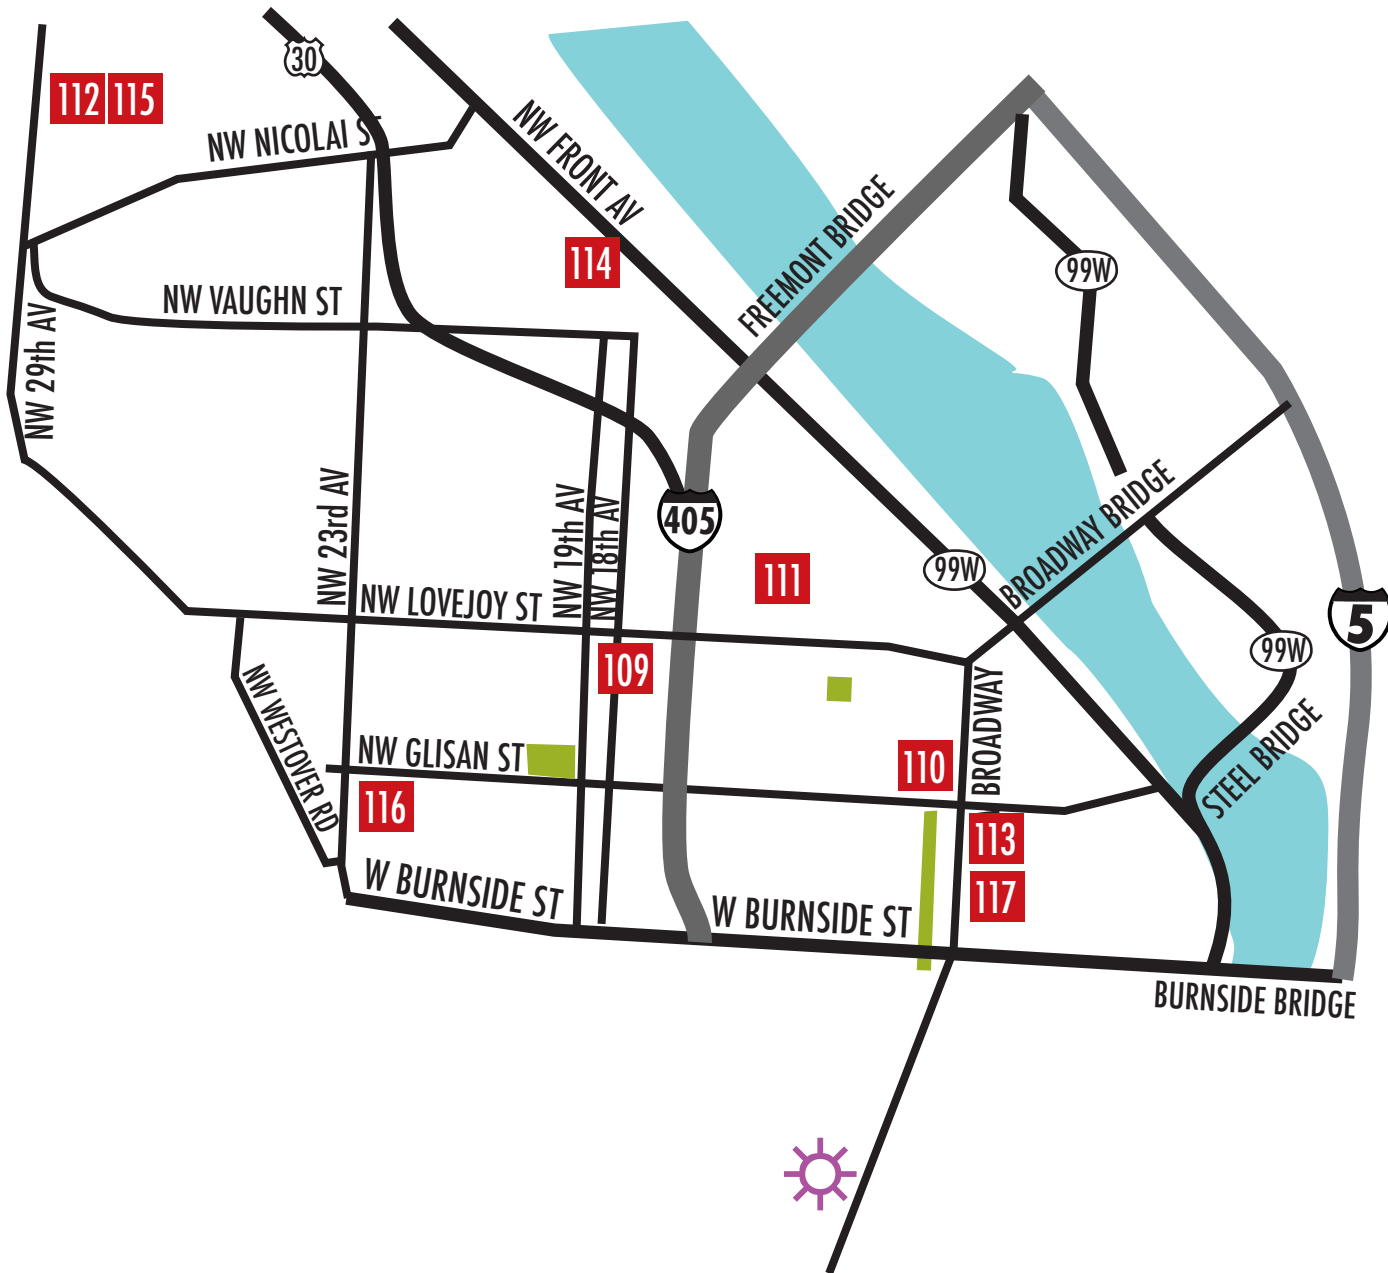 30
112
115
NW NICOLAI ST
NW FRONT AV
FREEMONT BRIDGE
114
99W
NW VAUGHN ST
NW 29th AV
NW 23rd AV
NW 19th AV
NW 18th AV
405
BROADWAY BRIDGE
111
99W
NW LOVEJOY ST
5
99W
109
NW WESTOVER RD
BROADWAY
STEEL BRIDGE
NW GLISAN ST
110
116
113
W BURNSIDE ST
117
W BURNSIDE ST
BURNSIDE BRIDGE